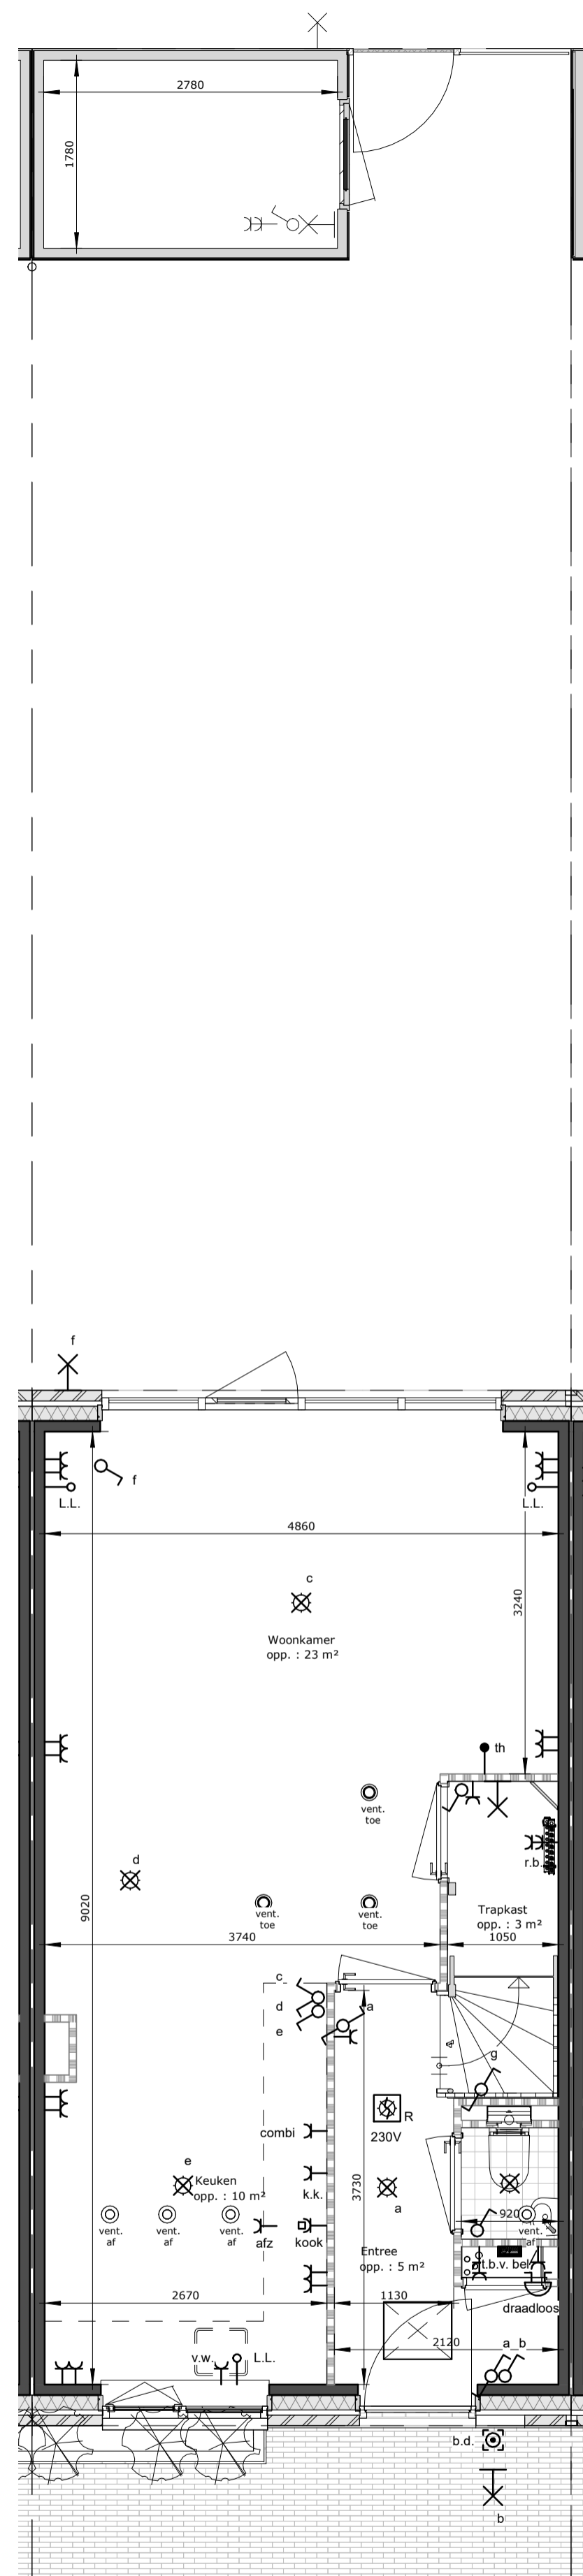 2780
1780
f
f
L.L.
L.L.
4860
c
3240
Woonkamer
opp. : 23 m²
th
vent.
toe
r.b.
d
9020
vent.
toe
vent.
toe
Trapkast
opp. : 3 m²
3740
1050
c
d
a
e
g
R
combi
230V
e
Keuken
opp. : 10 m²
k.k.
3730
a
920
vent.
af
vent.
af
vent.
af
afz
kook
vent.
af
Entree
opp. : 5 m²
t.b.v. bel
2670
1130
draadloos
2120
v.w.
L.L.
a b
b.d.
b